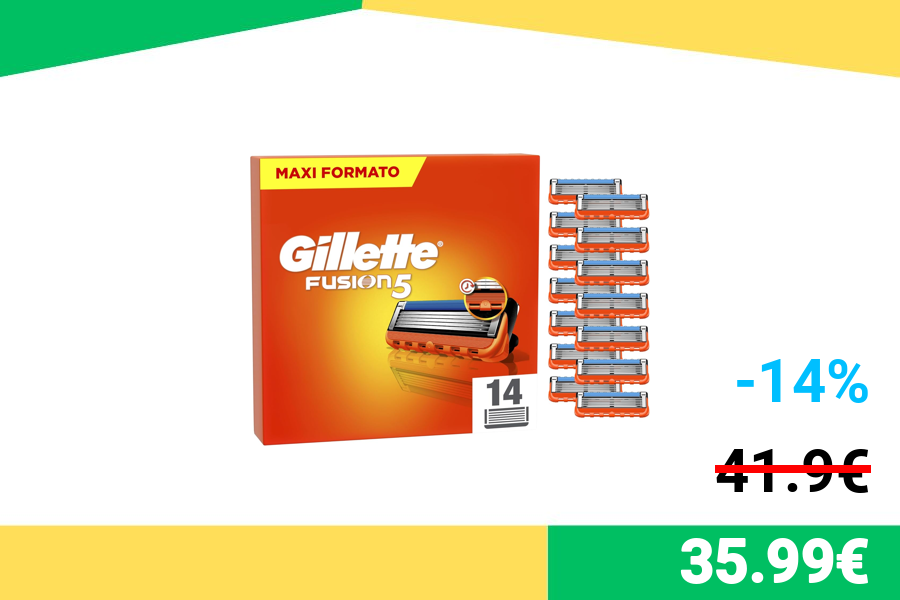 MAXI FORMATO
Gillette®
FUSION5
14
-14%
41.9€
35.99€